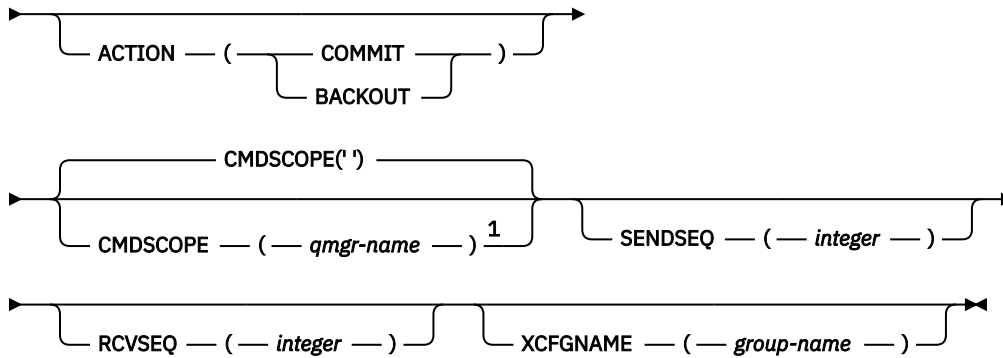 ACTION ( COMMIT )
BACKOUT
CMDSCOPE(' ')
CMDSCOPE ( qmgr-name ) 1
SENDSEQ ( integer )
RCVSEQ ( integer )
XCFGNAME ( group-name )